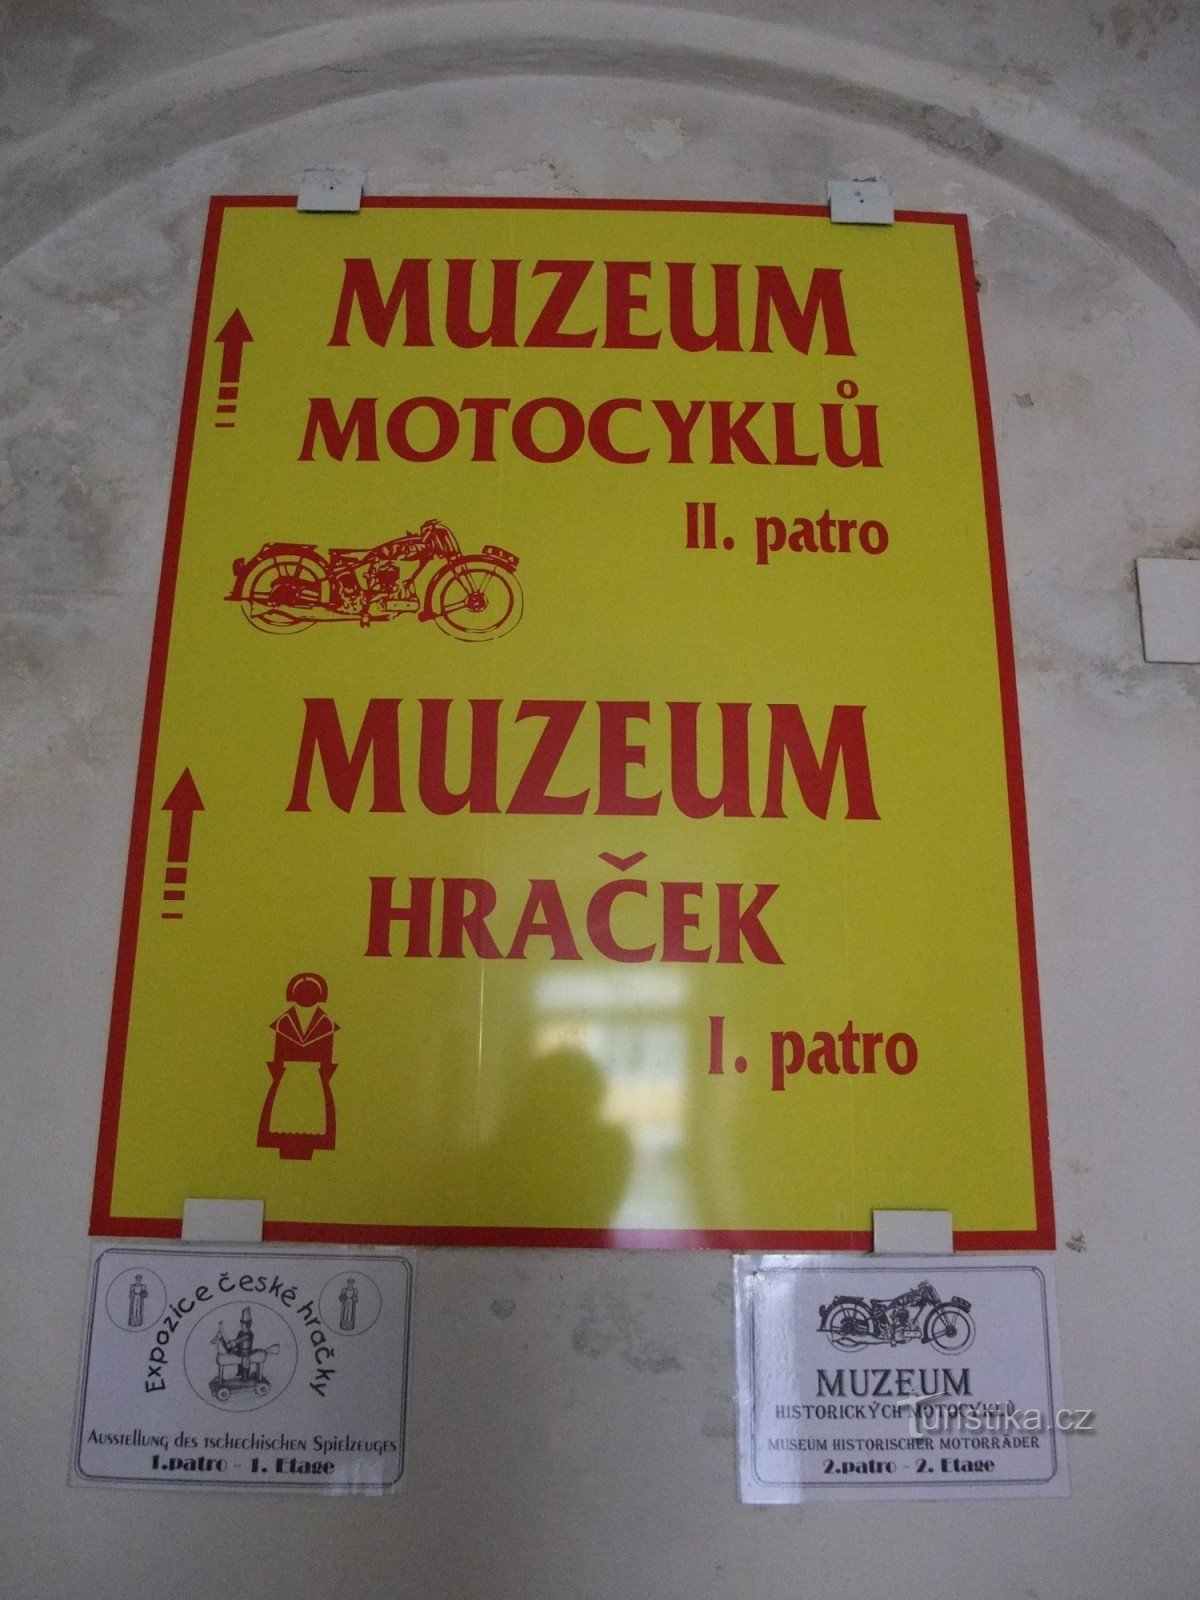 MUZEUM
MOTOCYKLŮ
II. patro
MUZEUM
HRAČEK
I. patro
Expozice české hračky
Ausstellung des tschechischen Spielzeuges
1.patro - 1. Etage
MUZEUM
HISTORICKÝCH MOTOCYKLŮ
MUSEUM HISTORISCHER MOTORRÄDER
2.patro - 2. Etage
Turistika.cz